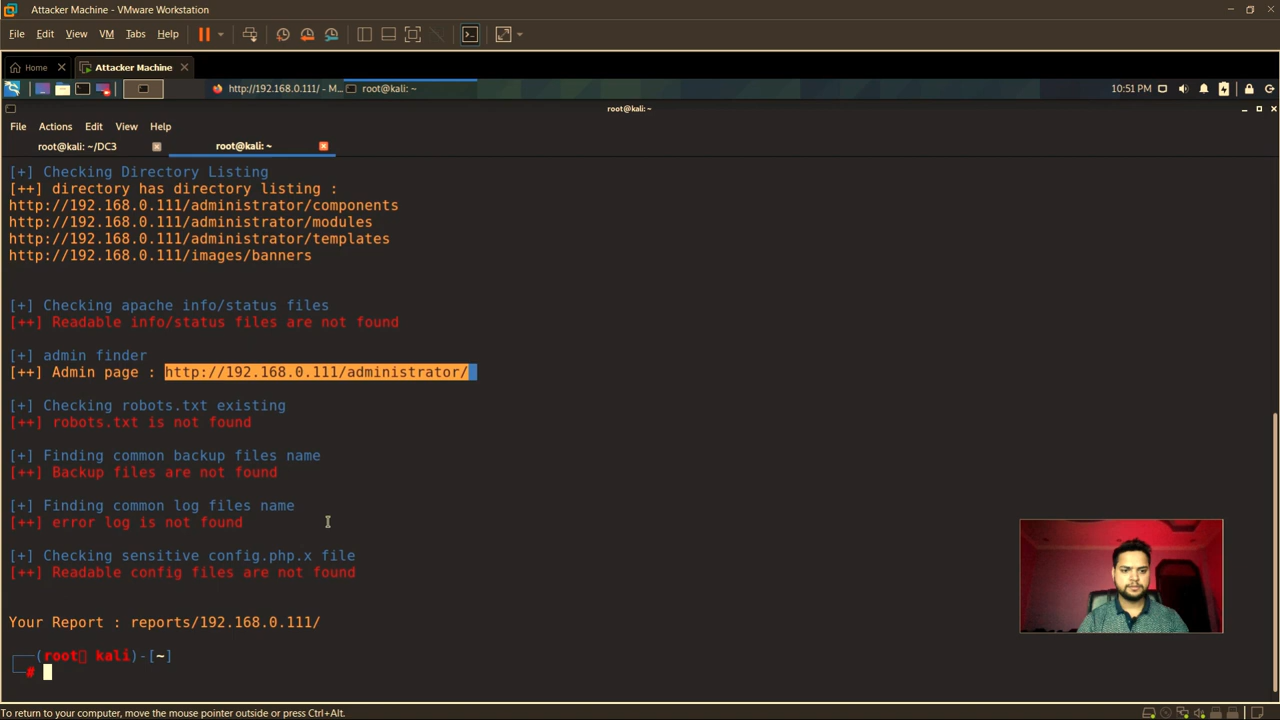 Attacker Machine - VMware Workstation
File Edit View VM Tabs Help
Home Attacker Machine
http://192.168.0.111/ - M... root@kali: ~ 10:51 PM
root@kali: ~
File Actions Edit View Help
root@kali: ~/DC3 root@kali: ~
[+] Checking Directory Listing
[++] directory has directory listing :
http://192.168.0.111/administrator/components
http://192.168.0.111/administrator/modules
http://192.168.0.111/administrator/templates
http://192.168.0.111/images/banners
[+] Checking apache info/status files
[++] Readable info/status files are not found
[+] admin finder
[++] Admin page : http://192.168.0.111/administrator/
[+] Checking robots.txt existing
[++] robots.txt is not found
[+] Finding common backup files name
[++] Backup files are not found
[+] Finding common log files name
[++] error log is not found
[+] Checking sensitive config.php.x file
[++] Readable config files are not found
Your Report : reports/192.168.0.111/
(root kali)-[~]
#
To return to your computer, move the mouse pointer outside or press Ctrl+Alt.